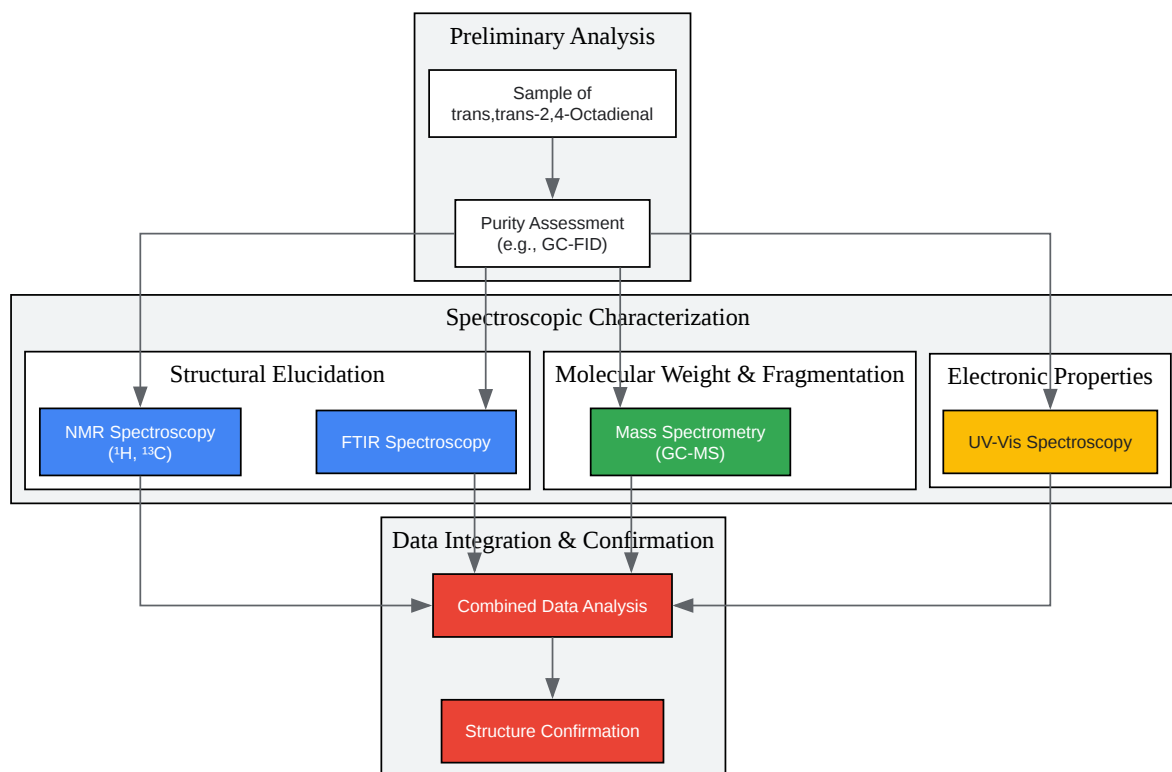 Preliminary Analysis
Sample of
trans,trans-2,4-Octadienal
Purity Assessment
(e.g., GC-FID)
Spectroscopic Characterization
Structural Elucidation
Molecular Weight & Fragmentation
Electronic Properties
NMR Spectroscopy
(¹H, ¹³C)
FTIR Spectroscopy
Mass Spectrometry
(GC-MS)
UV-Vis Spectroscopy
Data Integration & Confirmation
Combined Data Analysis
Structure Confirmation